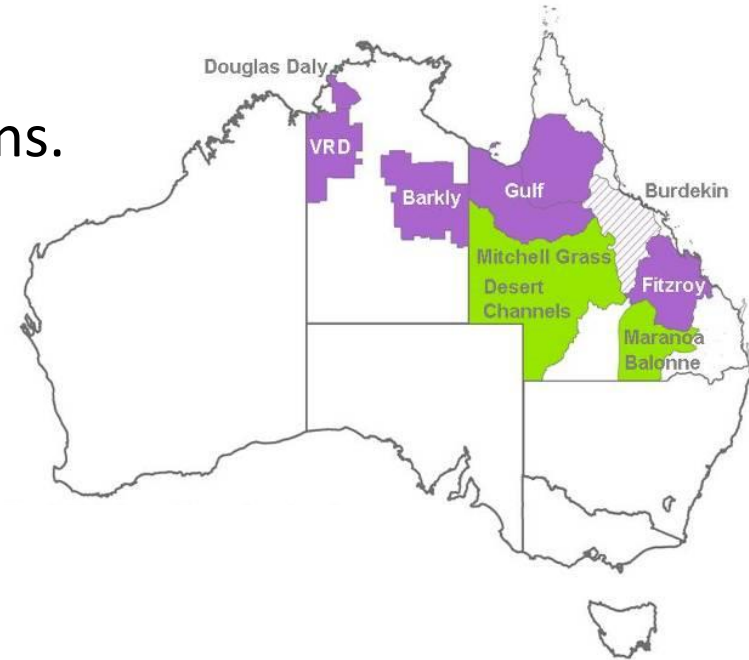 Douglas Daly
ns.
VRD
Barkly
Gulf
Burdekin
Mitchell Grass
Desert
Channels
Fitzroy
Maranoa
Balonne